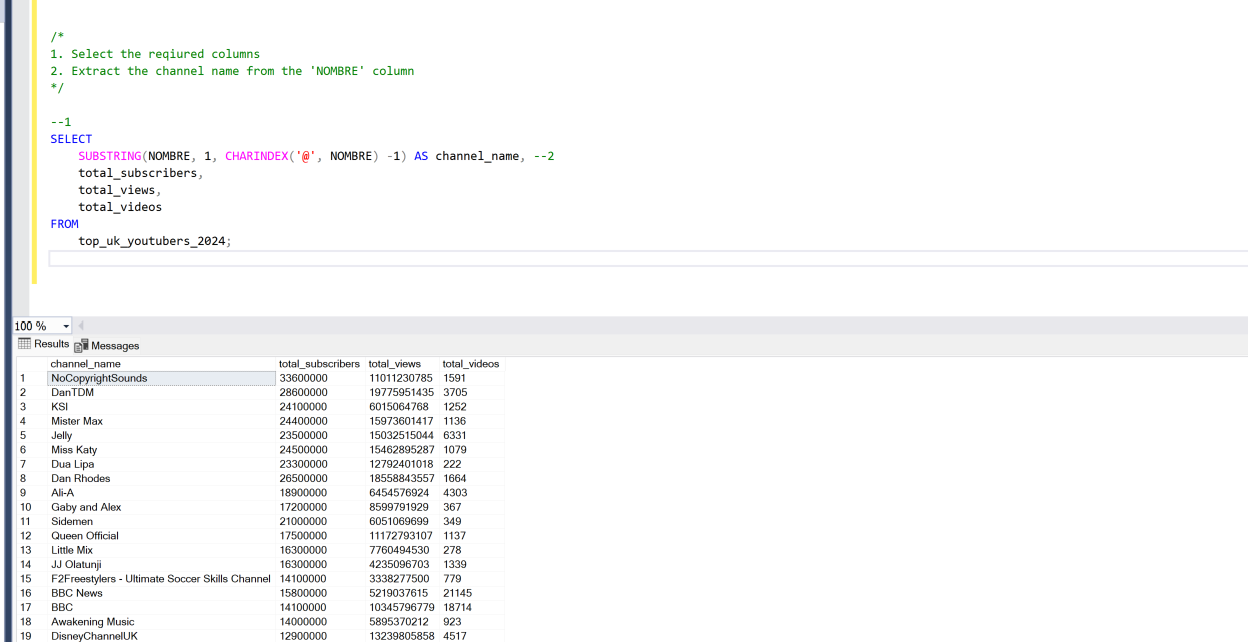 /*
1. Select the reqiured columns
2. Extract the channel name from the 'NOMBRE' column
*/
--1
SELECT
SUBSTRING(NOMBRE, 1, CHARINDEX('@', NOMBRE) -1) AS channel_name, --2
total_subscribers,
total_views,
total_videos
FROM
top_uk_youtubers_2024;
100 %
Results Messages
channel_name total_subscribers total_views total_videos
1 NoCopyrightSounds 33600000 11011230785 1591
2 DanTDM 28600000 19775951435 3705
3 KSI 24100000 6015064768 1252
4 Mister Max 24400000 15973601417 1136
5 Jelly 23500000 15032515044 6331
6 Miss Katy 24500000 15462895287 1079
7 Dua Lipa 23300000 12792401018 222
8 Dan Rhodes 26500000 18558843557 1664
9 Ali-A 18900000 6454576924 4303
10 Gaby and Alex 17200000 8599791929 367
11 Sidemen 21000000 6051069699 349
12 Queen Official 17500000 11172793107 1137
13 Little Mix 16300000 7760494530 278
14 JJ Olatunji 16300000 4235096703 1339
15 F2Freestylers - Ultimate Soccer Skills Channel 14100000 3338277500 779
16 BBC News 15800000 5219037615 21145
17 BBC 14100000 10345796779 18714
18 Awakening Music 14000000 5895370212 923
19 DisneyChannelUK 12900000 13239805858 4517